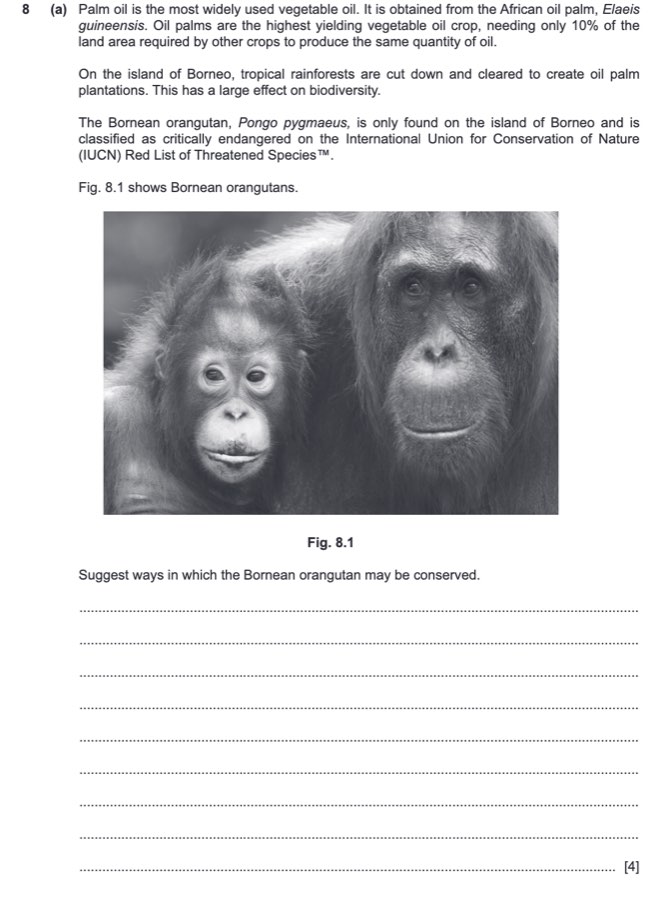 8 (a) Palm oil is the most widely used vegetable oil. It is obtained from the African oil palm, Elaeis
guineensis. Oil palms are the highest yielding vegetable oil crop, needing only 10% of the
land area required by other crops to produce the same quantity of oil.
On the island of Borneo, tropical rainforests are cut down and cleared to create oil palm
plantations. This has a large effect on biodiversity.
The Bornean orangutan, Pongo pygmaeus, is only found on the island of Borneo and is
classified as critically endangered on the International Union for Conservation of Nature
(IUCN) Red List of Threatened Species™.
Fig. 8.1 shows Bornean orangutans.
Fig. 8.1
Suggest ways in which the Bornean orangutan may be conserved.
[4]